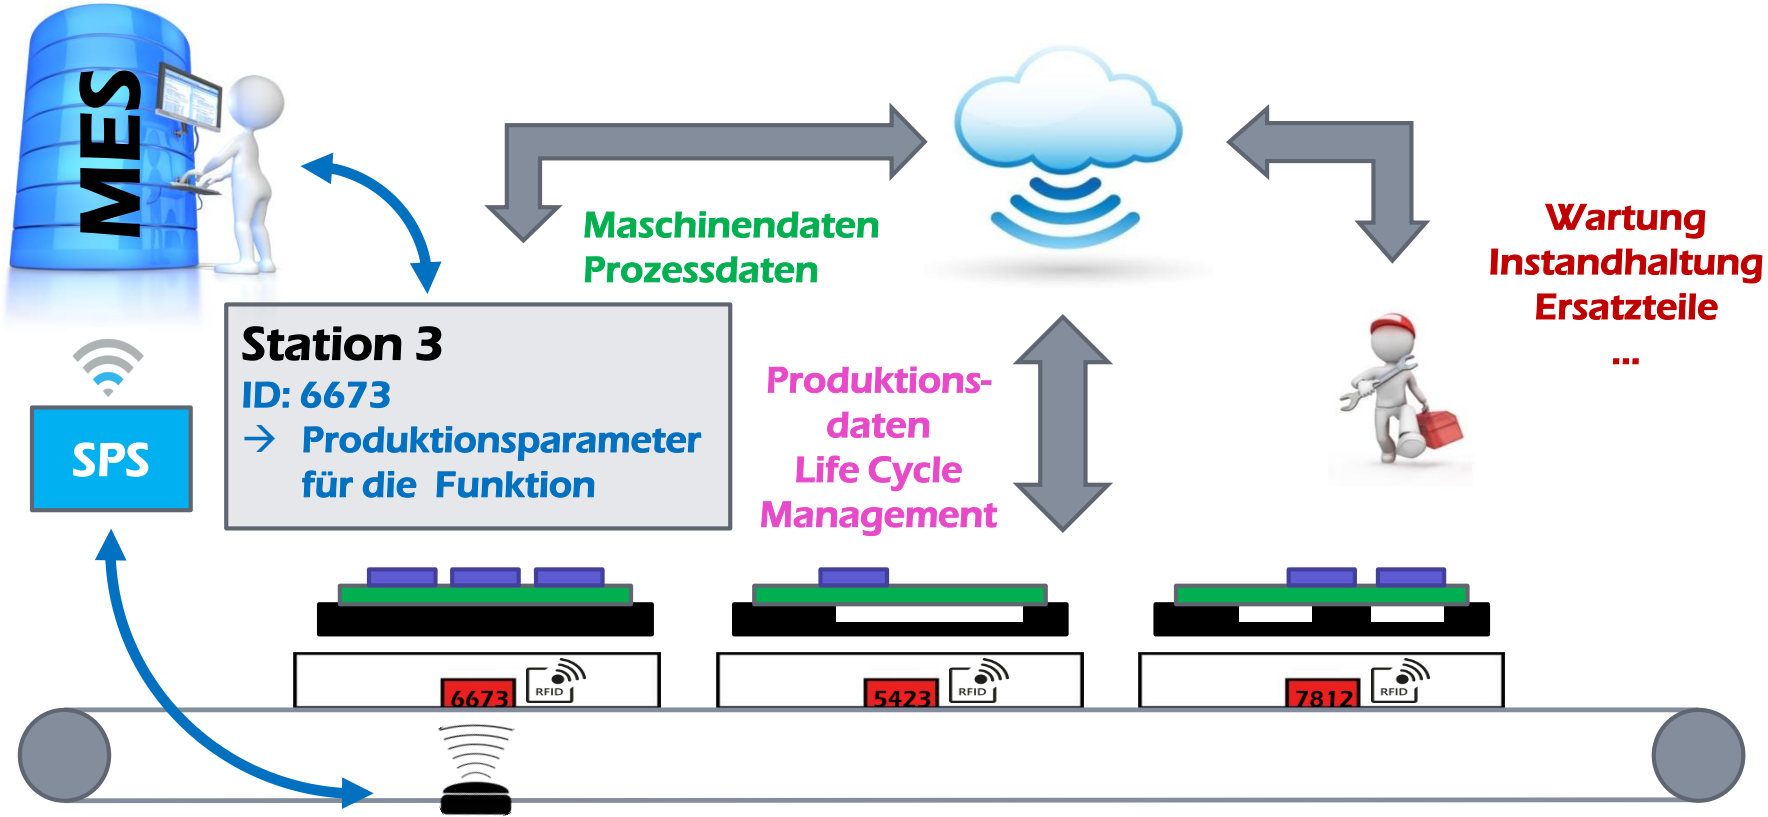 MES
Maschinendaten
Prozessdaten
Wartung
Instandhaltung
Ersatzteile
...
Station 3
ID: 6673
→ Produktionsparameter
für die Funktion
SPS
Produktions-
daten
Life Cycle
Management
6673
RFID
5423
RFID
7812
RFID